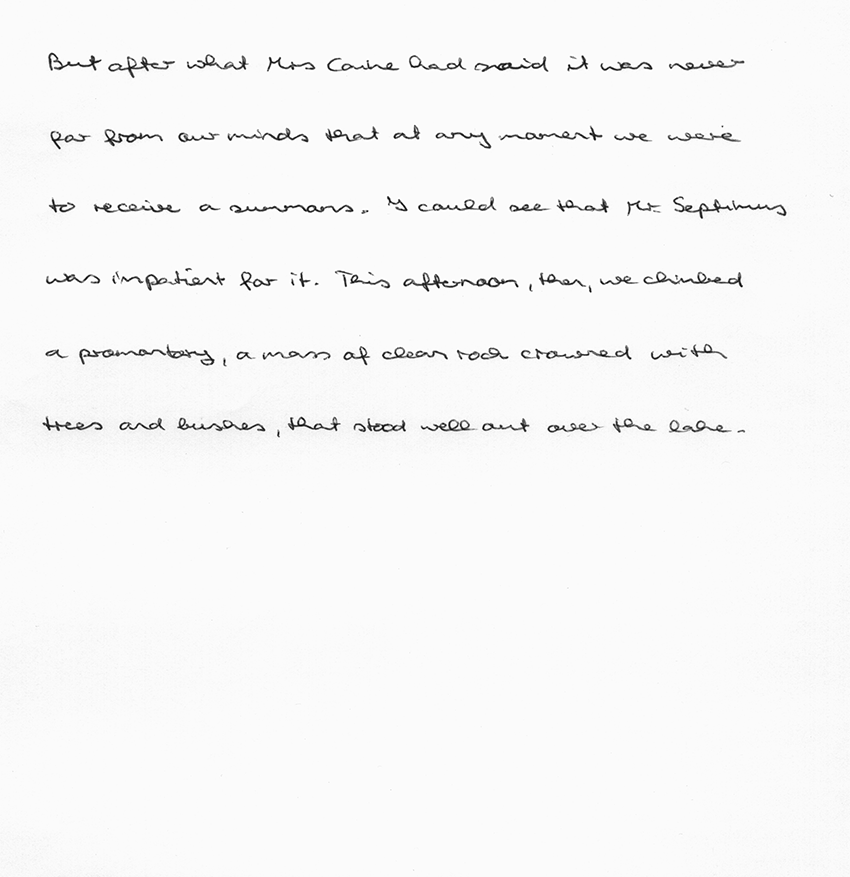 But after what Mrs Caine had said it was never
far from our minds that at any moment we were
to receive a summons. I could see that Mr. Septimus
was impatient for it. This afternoon, then, we climbed
a promontory, a mass of clean rock crowned with
trees and bushes, that stood well out over the lake.